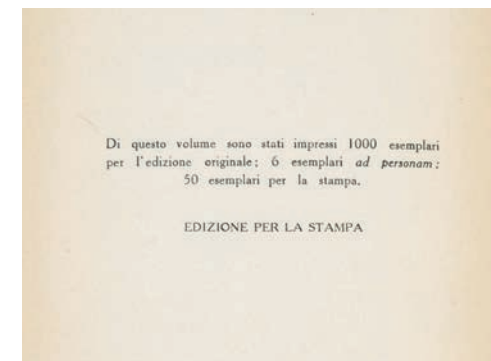 Di questo volume sono stati impressi 1000 esemplari
per l'edizione originale; 6 esemplari ad personam;
50 esemplari per la stampa.
EDIZIONE PER LA STAMPA